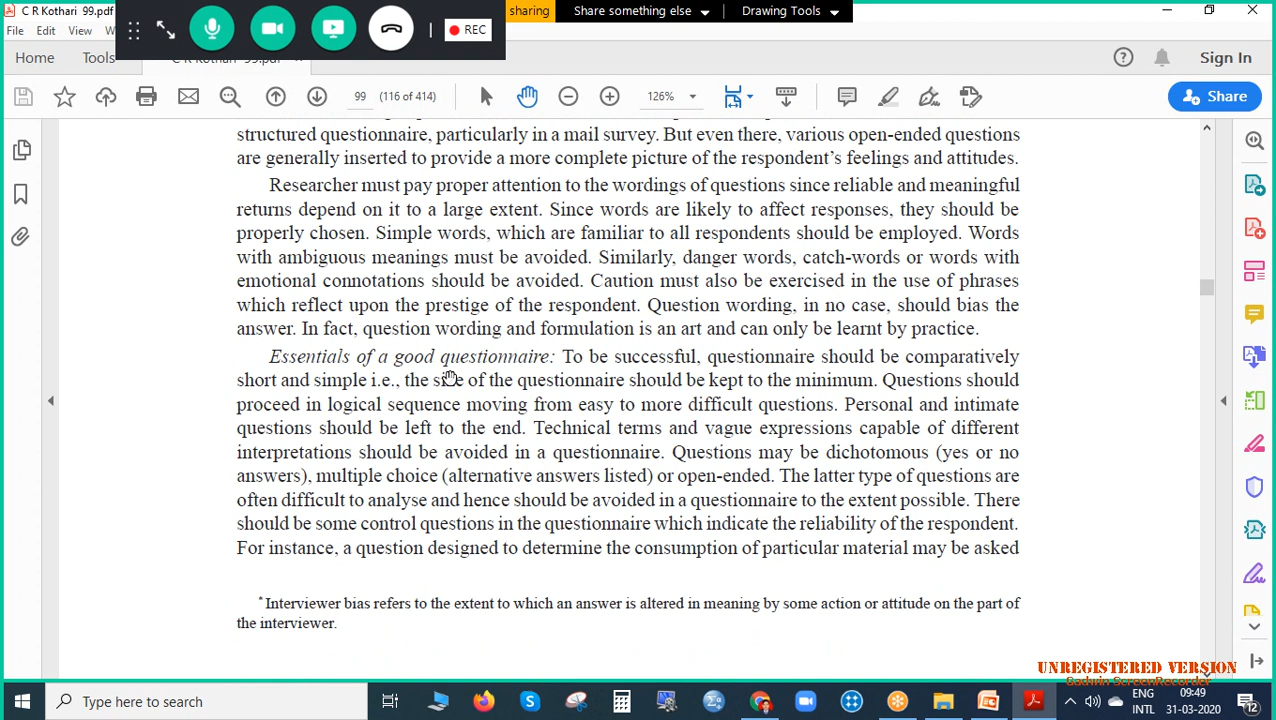 C R Kothari 99.pdf
sharing
Share something else
Drawing Tools
File Edit View
REC
Home Tools
C R Kothari 99.pdf
Sign In
99 (116 of 414)
126%
Share
structured questionnaire, particularly in a mail survey. But even there, various open-ended questions
are generally inserted to provide a more complete picture of the respondent's feelings and attitudes.
Researcher must pay proper attention to the wordings of questions since reliable and meaningful
returns depend on it to a large extent. Since words are likely to affect responses, they should be
properly chosen. Simple words, which are familiar to all respondents should be employed. Words
with ambiguous meanings must be avoided. Similarly, danger words, catch-words or words with
emotional connotations should be avoided. Caution must also be exercised in the use of phrases
which reflect upon the prestige of the respondent. Question wording, in no case, should bias the
answer. In fact, question wording and formulation is an art and can only be learnt by practice.
Essentials of a good questionnaire: To be successful, questionnaire should be comparatively
short and simple i.e., the size of the questionnaire should be kept to the minimum. Questions should
proceed in logical sequence moving from easy to more difficult questions. Personal and intimate
questions should be left to the end. Technical terms and vague expressions capable of different
interpretations should be avoided in a questionnaire. Questions may be dichotomous (yes or no
answers), multiple choice (alternative answers listed) or open-ended. The latter type of questions are
often difficult to analyse and hence should be avoided in a questionnaire to the extent possible. There
should be some control questions in the questionnaire which indicate the reliability of the respondent.
For instance, a question designed to determine the consumption of particular material may be asked
* Interviewer bias refers to the extent to which an answer is altered in meaning by some action or attitude on the part of
the interviewer.
UNREGISTERED VERSION
Gadwin ScreenRecorder
Type here to search
ENG
INTL
09:49
31-03-2020
12